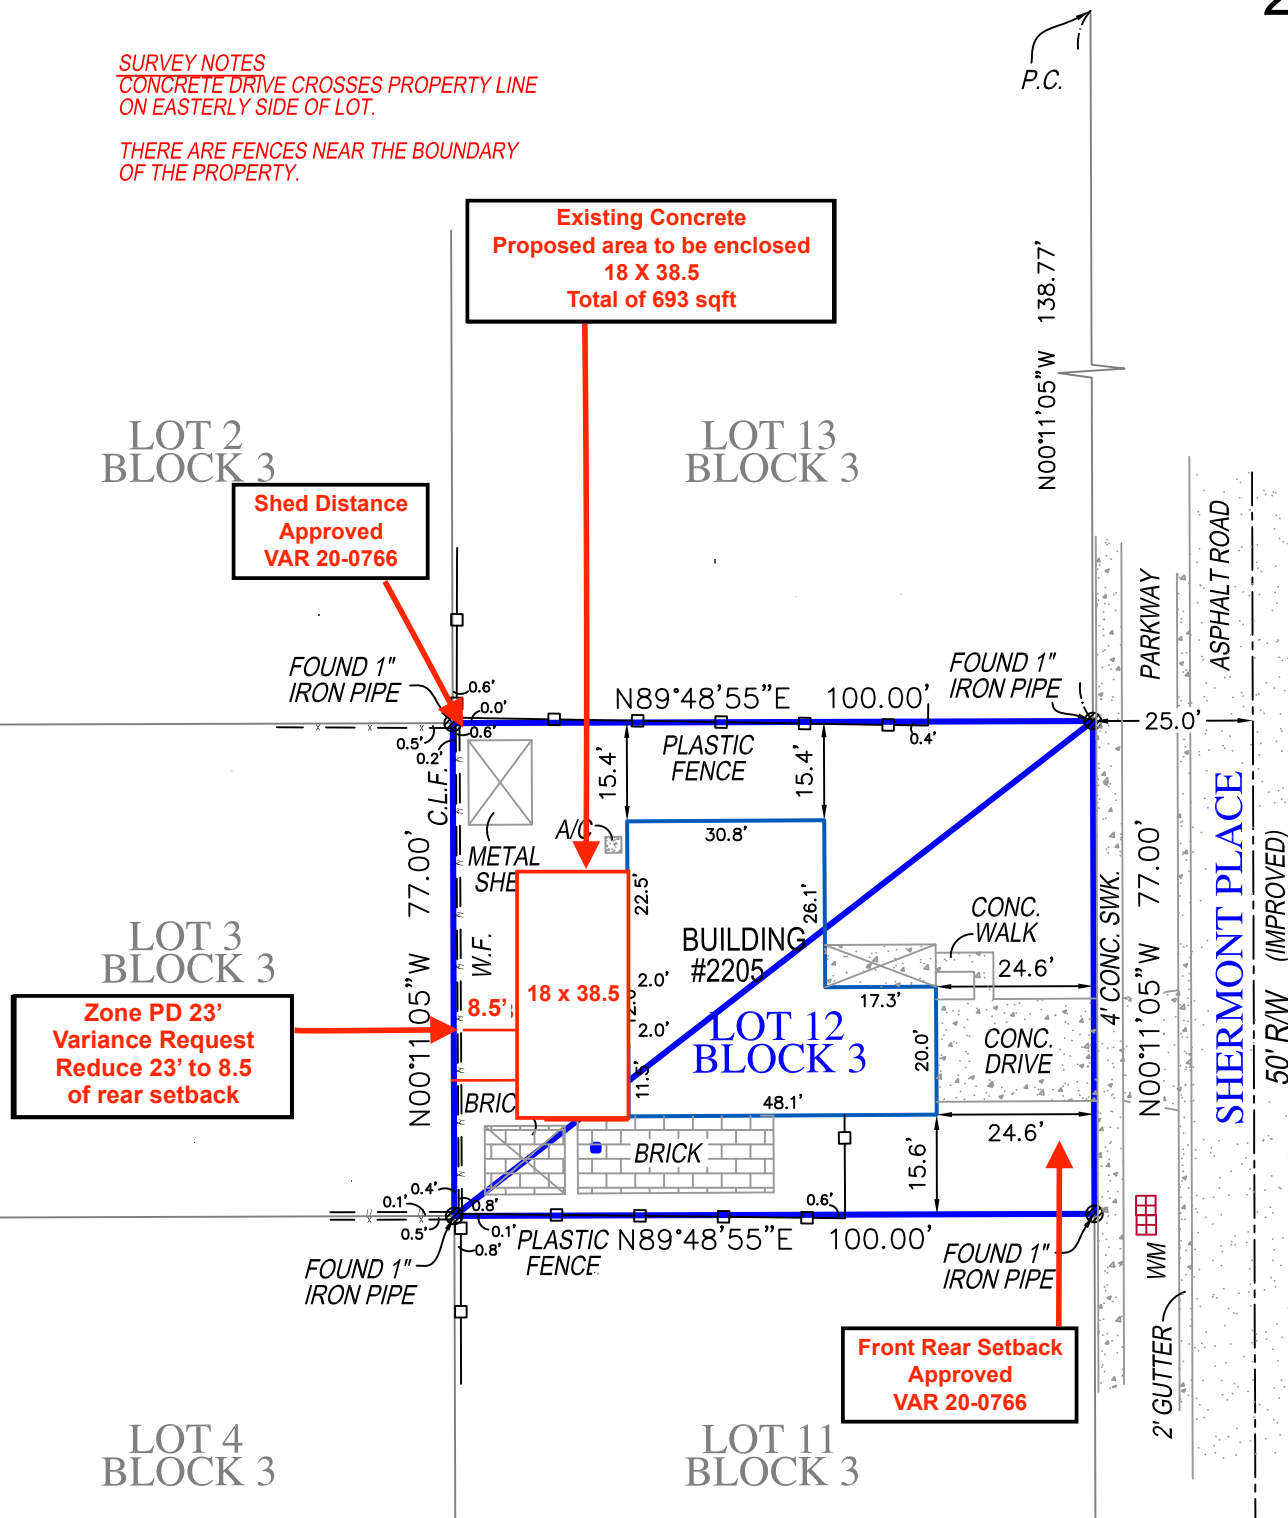 2
P.C.
SURVEY NOTES
CONCRETE DRIVE CROSSES PROPERTY LINE
ON EASTERLY SIDE OF LOT.
THERE ARE FENCES NEAR THE BOUNDARY
OF THE PROPERTY.
Existing Concrete
Proposed area to be enclosed
18 X 38.5
Total of 693 sqft
N00°11'05"W 138.77'
LOT 2
BLOCK 3
LOT 13
BLOCK 3
Shed Distance
Approved
VAR 20-0766
PARKWAY
ASPHALT ROAD
FOUND 1"
IRON PIPE
0.6'
0.0'
0.6'
0.5'
0.2'
N89°48'55"E 100.00'
FOUND 1"
IRON PIPE
25.0'
0.4'
PLASTIC
FENCE
15.4'
15.4'
C.L.F.
A/C
30.8'
METAL
SHE
77.00'
22.5'
26.1'
77.00'
4' CONC. SWK.
SHERMONT PLACE
50' R/W (IMPROVED)
LOT 3
BLOCK 3
W.F.
BUILDING
#2205
CONC.
WALK
24.6'
2.0'
2.0'
18 x 38.5
8.5'
17.3'
Zone PD 23'
Variance Request
Reduce 23' to 8.5
of rear setback
N00°11'05"W
LOT 12
BLOCK 3
20.0'
CONC.
DRIVE
N00°11'05"W
11.5'
BRIC
48.1'
24.6'
BRICK
15.6'
0.4'
0.1'
0.8'
0.5'
0.1'
0.8'
0.6'
PLASTIC
FENCE
N89°48'55"E 100.00'
FOUND 1"
IRON PIPE
FOUND 1"
IRON PIPE
WM
2' GUTTER
Front Rear Setback
Approved
VAR 20-0766
LOT 4
BLOCK 3
LOT 11
BLOCK 3